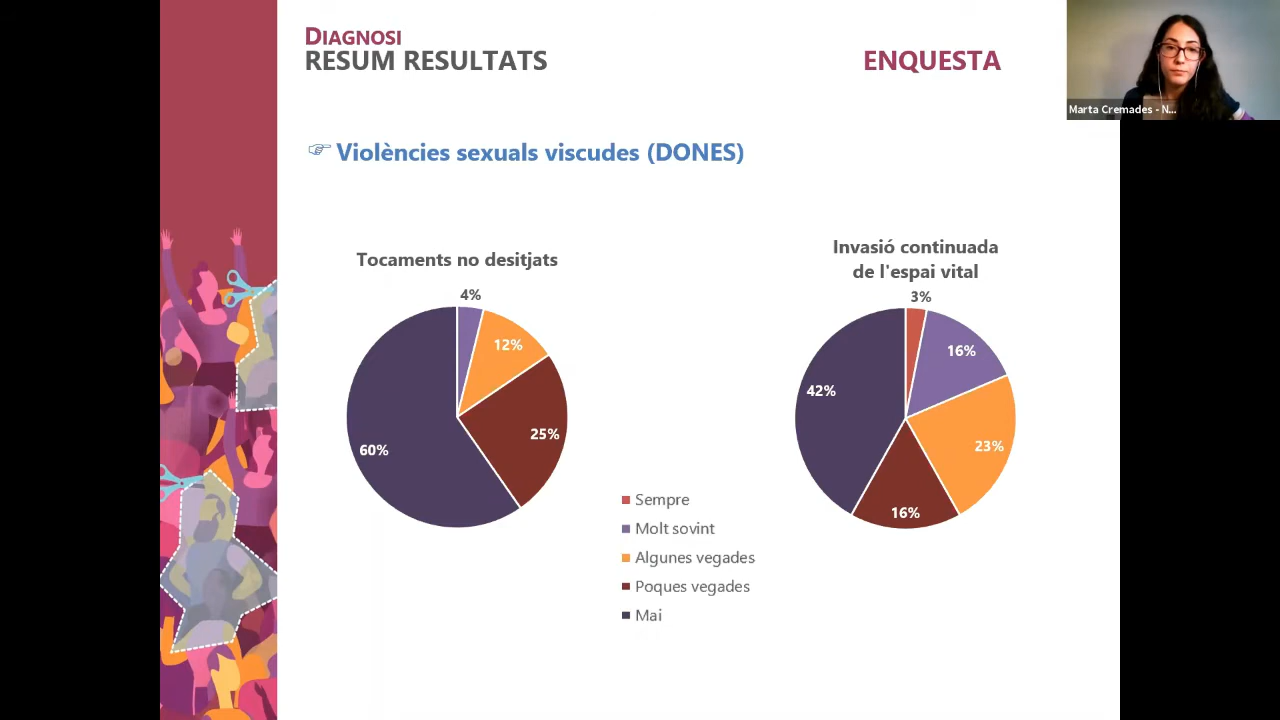 DIAGNOSI
RESUM RESULTATS
ENQUESTA
Marta Cremades - N...
Violències sexuals viscudes (DONES)
Tocaments no desitjats
4%
12%
25%
60%
Invasió continuada
de l'espai vital
3%
16%
23%
16%
42%
Sempre
Molt sovint
Algunes vegades
Poques vegades
Mai